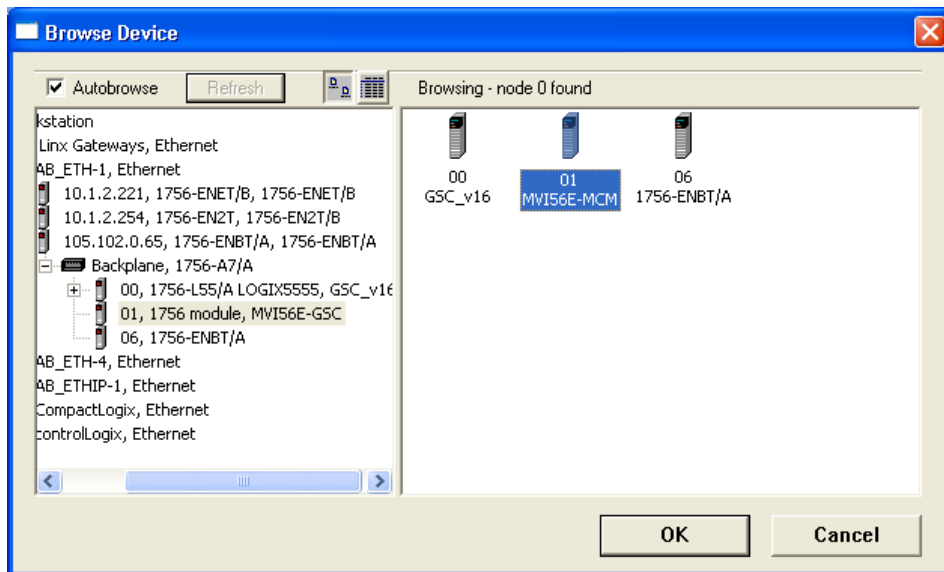 Browse Device
Autobrowse
Refresh
Browsing - node 0 found
kstation
Linx Gateways, Ethernet
AB_ETH-1, Ethernet
10.1.2.221, 1756-ENET/B, 1756-ENET/B
10.1.2.254, 1756-EN2T, 1756-EN2T/B
105.102.0.65, 1756-ENBT/A, 1756-ENBT/A
Backplane, 1756-A7/A
00, 1756-L55/A LOGIX5555, GSC_v16
01, 1756 module, MVI56E-GSC
06, 1756-ENBT/A
AB_ETH-4, Ethernet
AB_ETHIP-1, Ethernet
CompactLogix, Ethernet
controlLogix, Ethernet
00
GSC_v16
01
MVI56E-MCM
06
1756-ENBT/A
OK
Cancel